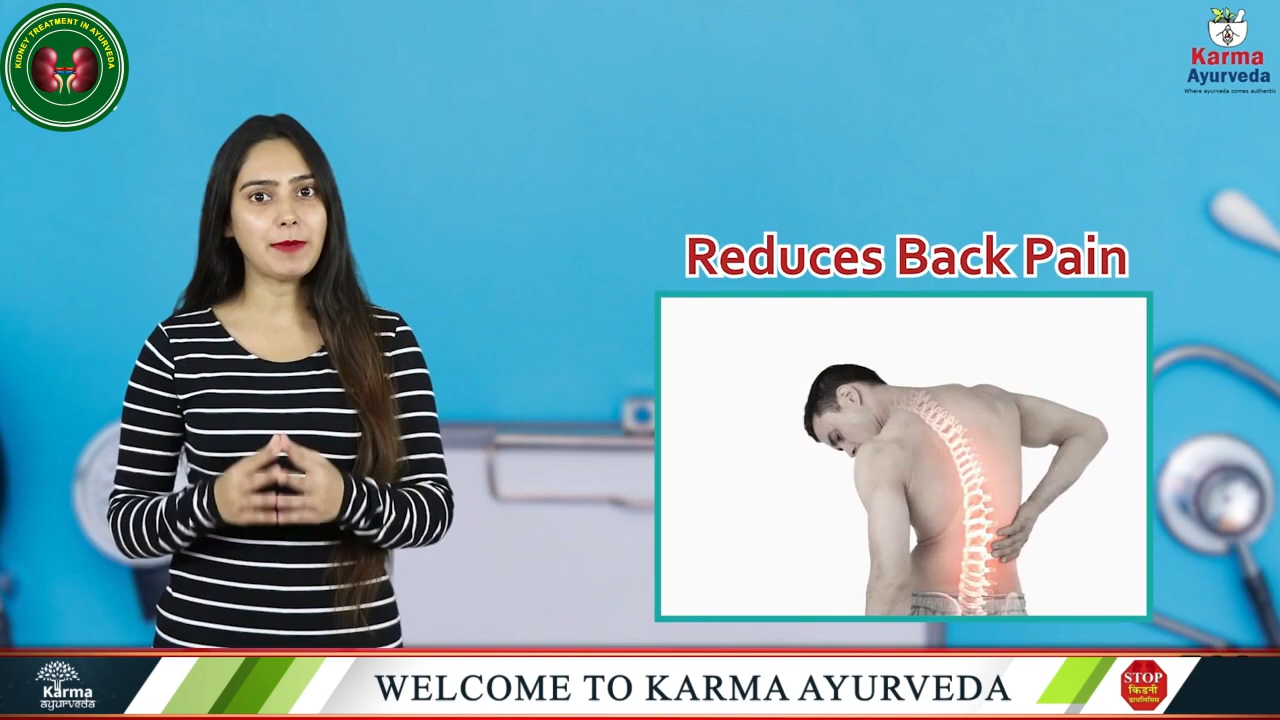 KIDNEY TREATMENT IN AYURVEDA
Karma
Ayurveda
Where ayurveda comes authentic
Reduces Back Pain
Karma
ayurveda
WELCOME TO KARMA AYURVEDA
STOP
किडनी
डायलिसिस